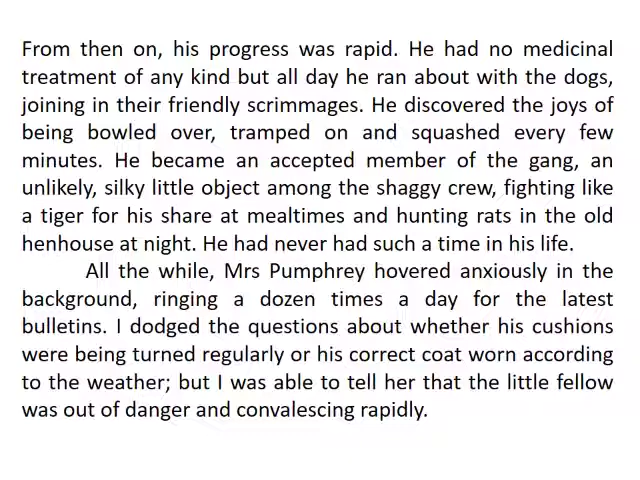 From then on, his progress was rapid. He had no medicinal
treatment of any kind but all day he ran about with the dogs,
joining in their friendly scrimmages. He discovered the joys of
being bowled over, tramped on and squashed every few
minutes. He became an accepted member of the gang, an
unlikely, silky little object among the shaggy crew, fighting like
a tiger for his share at mealtimes and hunting rats in the old
henhouse at night. He had never had such a time in his life.
All the while, Mrs Pumphrey hovered anxiously in the
background, ringing a dozen times a day for the latest
bulletins. I dodged the questions about whether his cushions
were being turned regularly or his correct coat worn according
to the weather; but I was able to tell her that the little fellow
was out of danger and convalescing rapidly.